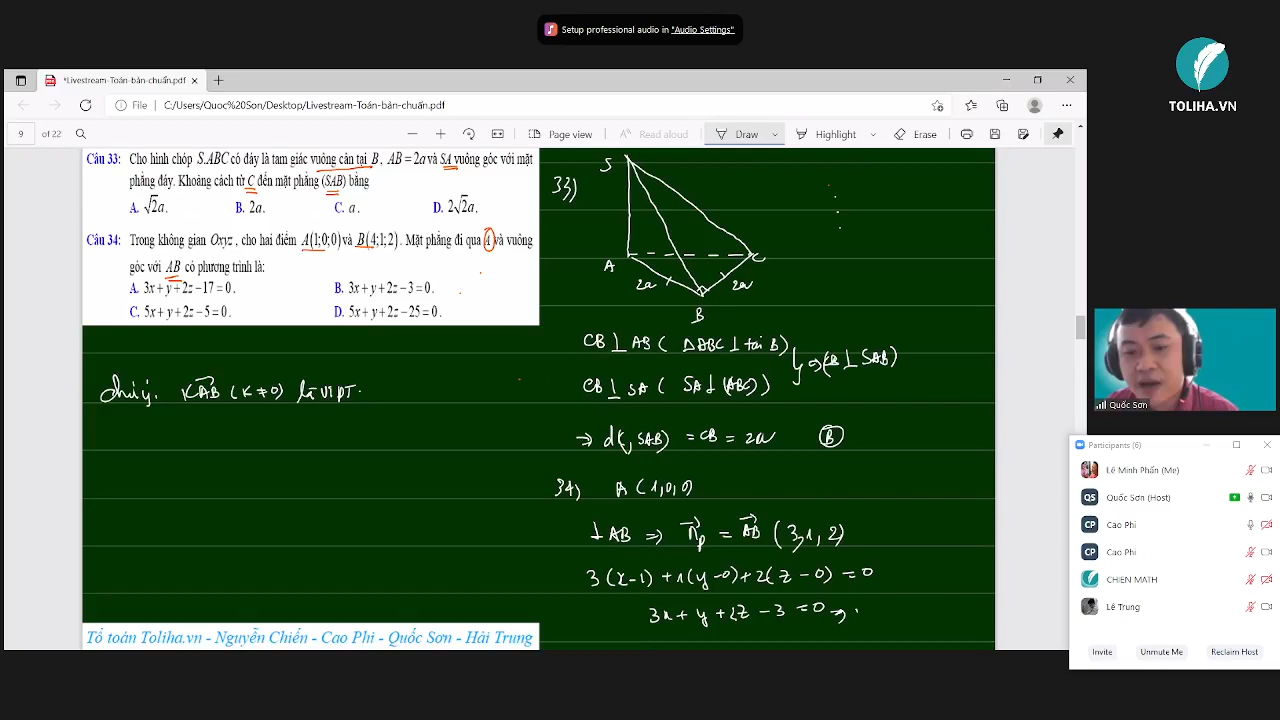 Setup professional audio in "Audio Settings"
TOLIHA.VN
*Livestream-Toán-bản-chuẩn.pdf
File C:/Users/Quoc%20Son/Desktop/Livestream-Toán-bản-chuẩn.pdf
9 of 22 Page view Read aloud Draw Highlight Erase
Câu 33: Cho hình chóp S.ABC có đáy là tam giác vuông cân tại B, AB = 2a và SA vuông góc với mặt
phẳng đáy. Khoảng cách từ C đến mặt phẳng (SAB) bằng
A. √2a. B. 2a. C. a. D. 2√2a.
Câu 34: Trong không gian Oxyz, cho hai điểm A(1;0;0) và B(4;1;2). Mặt phẳng đi qua A và vuông
góc với AB có phương trình là:
A. 3x+y+2z-17=0. B. 3x+y+2z-3=0.
C. 5x+y+2z-5=0. D. 5x+y+2z-25=0.
33)
S
A
C
2a 2a
B
CB ⊥ AB ( ΔABC ⊥ tại B)
CB ⊥ SA ( SA ⊥ (ABC))
CB ⊥ SAB)
chú ý: kAB (k≠0) là VTPT.
⇒ d(, SAB) = CB = 2a B
34) A (1,0,0)
⊥ AB ⇒ n⃗p = AB⃗ (3,1,2)
3(x-1)+1(y-0)+2(z-0)=0
3x+y+2z-3=0 ⇒
Tổ toán Toliha.vn - Nguyễn Chiến - Cao Phi - Quốc Sơn - Hải Trung
Quốc Sơn
Participants (6)
Lê Minh Phấn (Me)
QS Quốc Sơn (Host)
CP Cao Phi
CP Cao Phi
CHIEN MATH
Lê Trung
Invite Unmute Me Reclaim Host